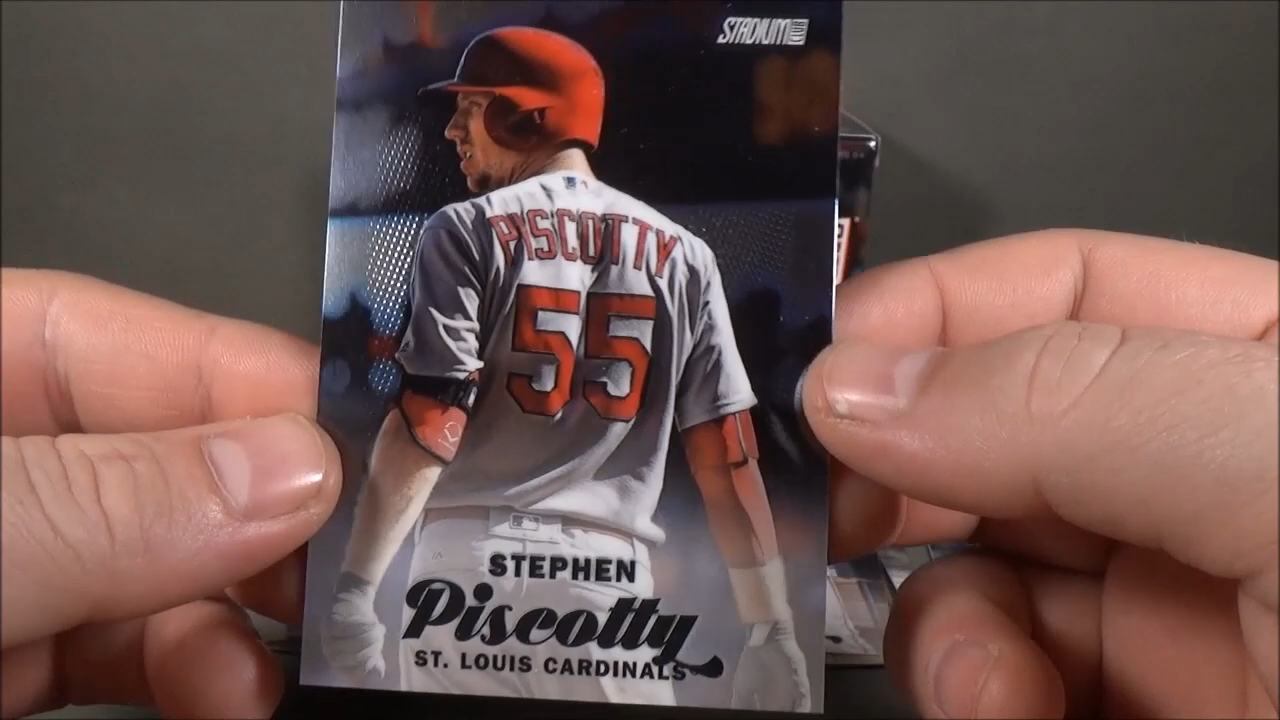 STADIUM CLUB
PISCOTTY
55
STEPHEN
Piscotty
ST. LOUIS CARDINALS